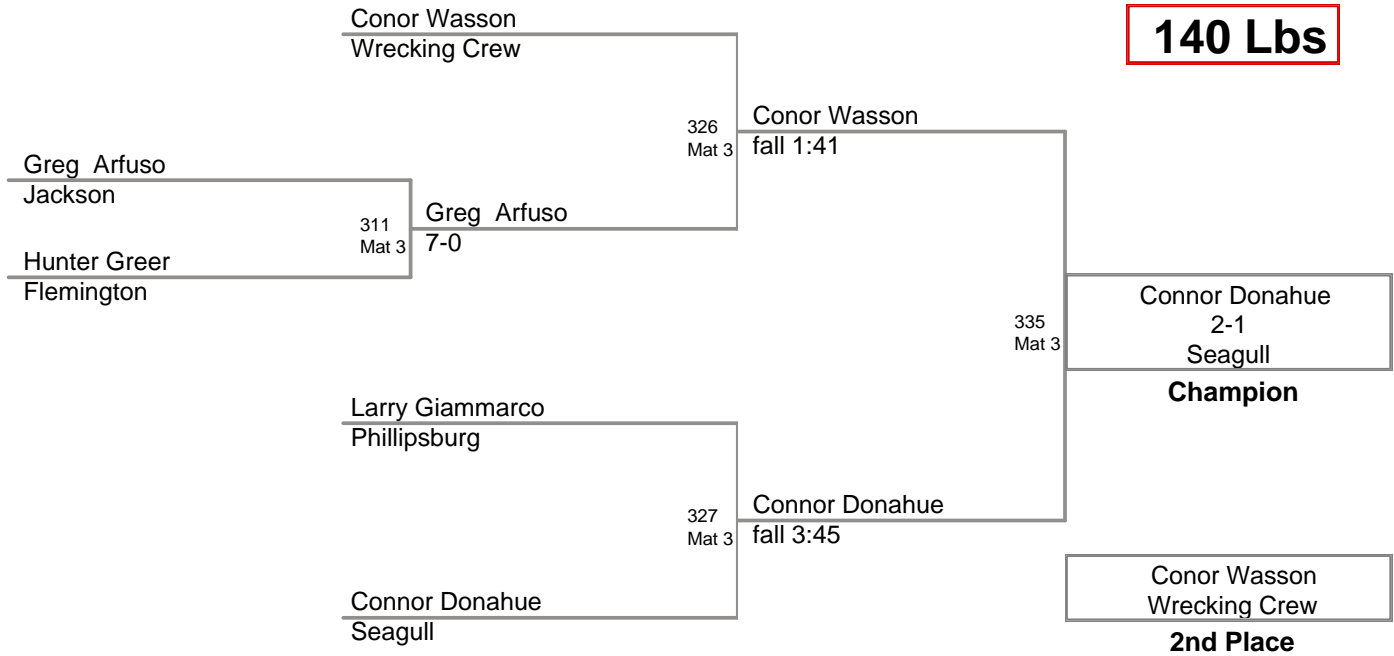 Conor Wasson
Wrecking Crew
140 Lbs
326
Mat 3
Conor Wasson
fall 1:41
Greg  Arfuso
Jackson
311
Mat 3
Greg  Arfuso
7-0
Hunter Greer
Flemington
335
Mat 3
Connor Donahue
2-1
Seagull
Champion
Larry Giammarco
Phillipsburg
327
Mat 3
Connor Donahue
fall 3:45
Connor Donahue
Seagull
Conor Wasson
Wrecking Crew
2nd Place